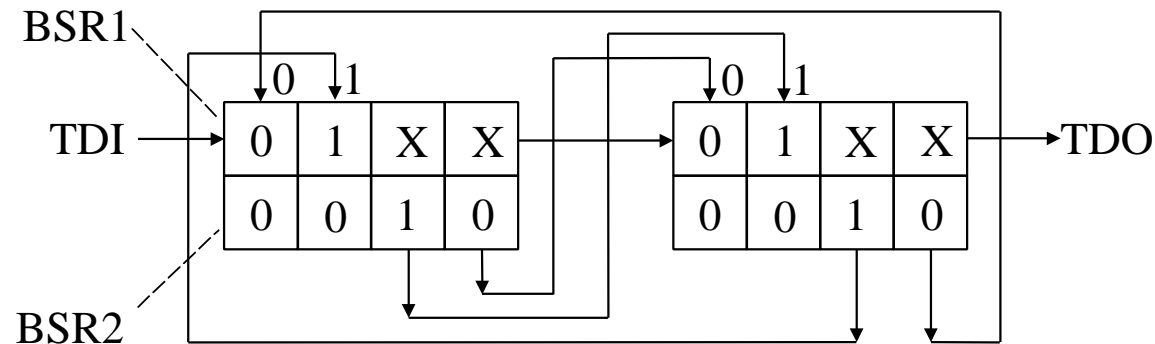 BSR1
0 1 0 1
TDI 0 1 X X 0 1 X X TDO
0 0 1 0 0 0 1 0
BSR2